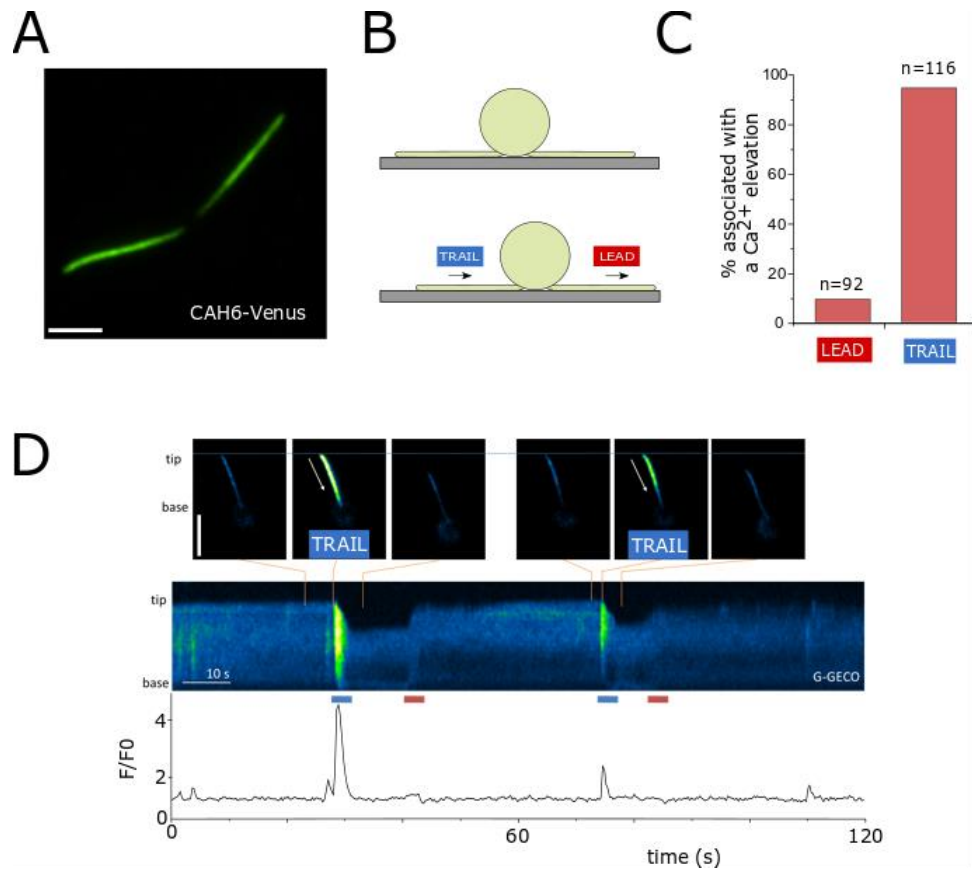 A
CAH6-Venus
B
TRAIL
LEAD
C
% associated with
a Ca2+ elevation
100
80
60
40
20
0
n=92
n=116
LEAD
TRAIL
D
tip
base
TRAIL
TRAIL
tip
base
10 s
G-GECO
F/F0
4
2
0
0
60
120
time (s)